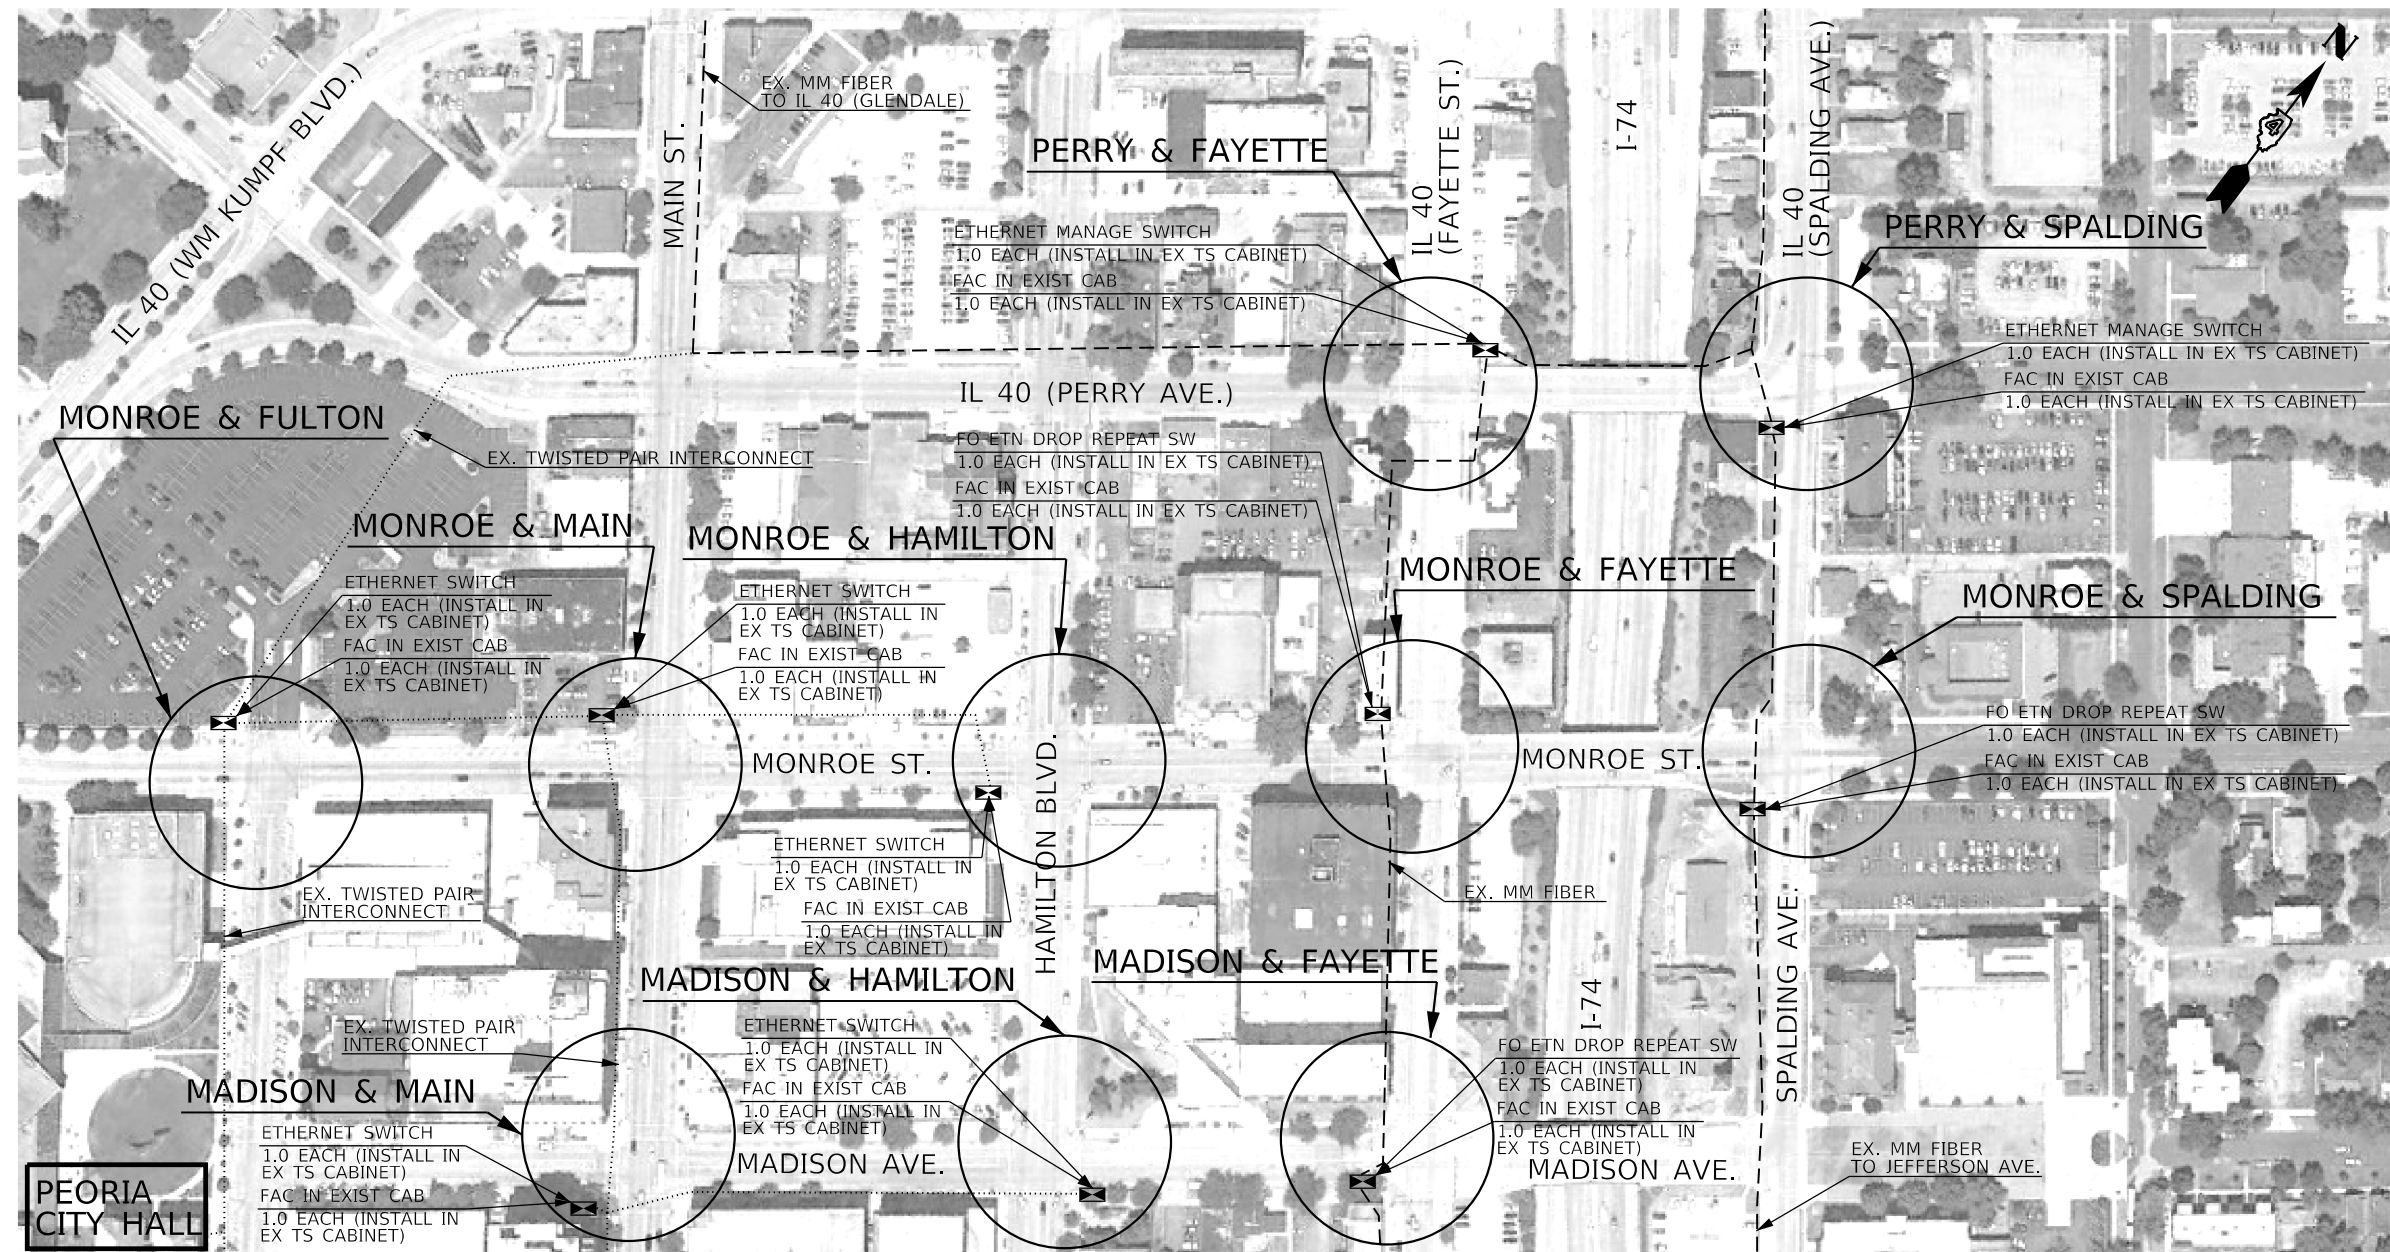 EX. MM FIBER
TO IL 40 (GLENDALE)
IL 40 (WM KUMPF BLVD.)
MAIN ST.
PERRY & FAYETTE
IL 40
(FAYETTE ST.)
I-74
IL 40
(SPALDING AVE.)
N
4
PERRY & SPALDING
ETHERNET MANAGE SWITCH
1.0 EACH (INSTALL IN EX TS CABINET)
FAC IN EXIST CAB
1.0 EACH (INSTALL IN EX TS CABINET)
ETHERNET MANAGE SWITCH
1.0 EACH (INSTALL IN EX TS CABINET)
FAC IN EXIST CAB
1.0 EACH (INSTALL IN EX TS CABINET)
IL 40 (PERRY AVE.)
MONROE & FULTON
EX. TWISTED PAIR INTERCONNECT
FO ETN DROP REPEAT SW
1.0 EACH (INSTALL IN EX TS CABINET)
FAC IN EXIST CAB
1.0 EACH (INSTALL IN EX TS CABINET)
MONROE & MAIN
MONROE & HAMILTON
MONROE & FAYETTE
MONROE & SPALDING
ETHERNET SWITCH
1.0 EACH (INSTALL IN
EX TS CABINET)
FAC IN EXIST CAB
1.0 EACH (INSTALL IN
EX TS CABINET)
ETHERNET SWITCH
1.0 EACH (INSTALL IN
EX TS CABINET)
FAC IN EXIST CAB
1.0 EACH (INSTALL IN
EX TS CABINET)
FO ETN DROP REPEAT SW
1.0 EACH (INSTALL IN EX TS CABINET)
FAC IN EXIST CAB
1.0 EACH (INSTALL IN EX TS CABINET)
MONROE ST.
HAMILTON BLVD.
MONROE ST.
ETHERNET SWITCH
1.0 EACH (INSTALL IN
EX TS CABINET)
FAC IN EXIST CAB
1.0 EACH (INSTALL IN
EX TS CABINET)
EX. TWISTED PAIR
INTERCONNECT
EX. MM FIBER
SPALDING AVE.
MADISON & HAMILTON
MADISON & FAYETTE
I-74
EX. TWISTED PAIR
INTERCONNECT
ETHERNET SWITCH
1.0 EACH (INSTALL IN
EX TS CABINET)
FAC IN EXIST CAB
1.0 EACH (INSTALL IN
EX TS CABINET)
FO ETN DROP REPEAT SW
1.0 EACH (INSTALL IN
EX TS CABINET)
FAC IN EXIST CAB
1.0 EACH (INSTALL IN
EX TS CABINET)
MADISON & MAIN
ETHERNET SWITCH
1.0 EACH (INSTALL IN
EX TS CABINET)
FAC IN EXIST CAB
1.0 EACH (INSTALL IN
EX TS CABINET)
MADISON AVE.
MADISON AVE.
EX. MM FIBER
TO JEFFERSON AVE.
PEORIA
CITY HALL